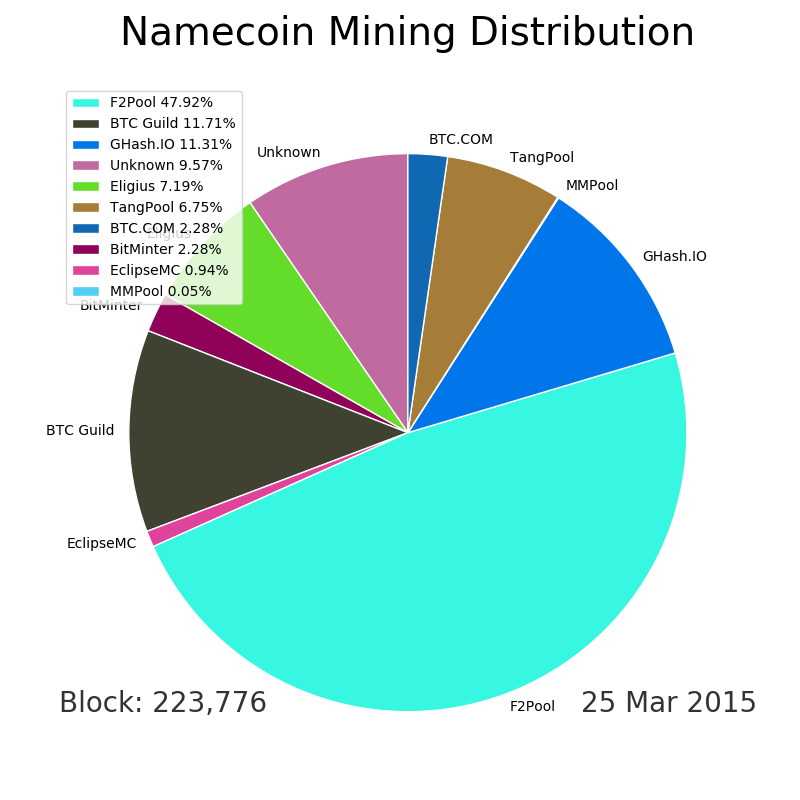 Namecoin Mining Distribution
F2Pool 47.92%
BTC Guild 11.71%
GHash.IO 11.31%
Unknown 9.57%
Eligius 7.19%
TangPool 6.75%
BTC.COM 2.28%
BitMinter 2.28%
EclipseMC 0.94%
MMPool 0.05%
BTC.COM
TangPool
MMPool
GHash.IO
Unknown
Eligius
BitMinter
BTC Guild
EclipseMC
F2Pool
Block: 223,776
25 Mar 2015